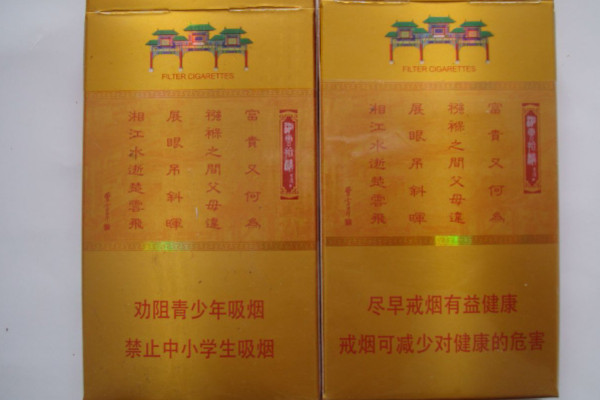 FILTER CIGARETTES
富貴又何為
襁褓之間父母違
展眼吊斜暉
湘江水逝楚雲飛
劝阻青少年吸烟
禁止中小学生吸烟
FILTER CIGARETTES
富貴又何為
襁褓之間父母違
展眼吊斜暉
湘江水逝楚雲飛
尽早戒烟有益健康
戒烟可减少对健康的危害